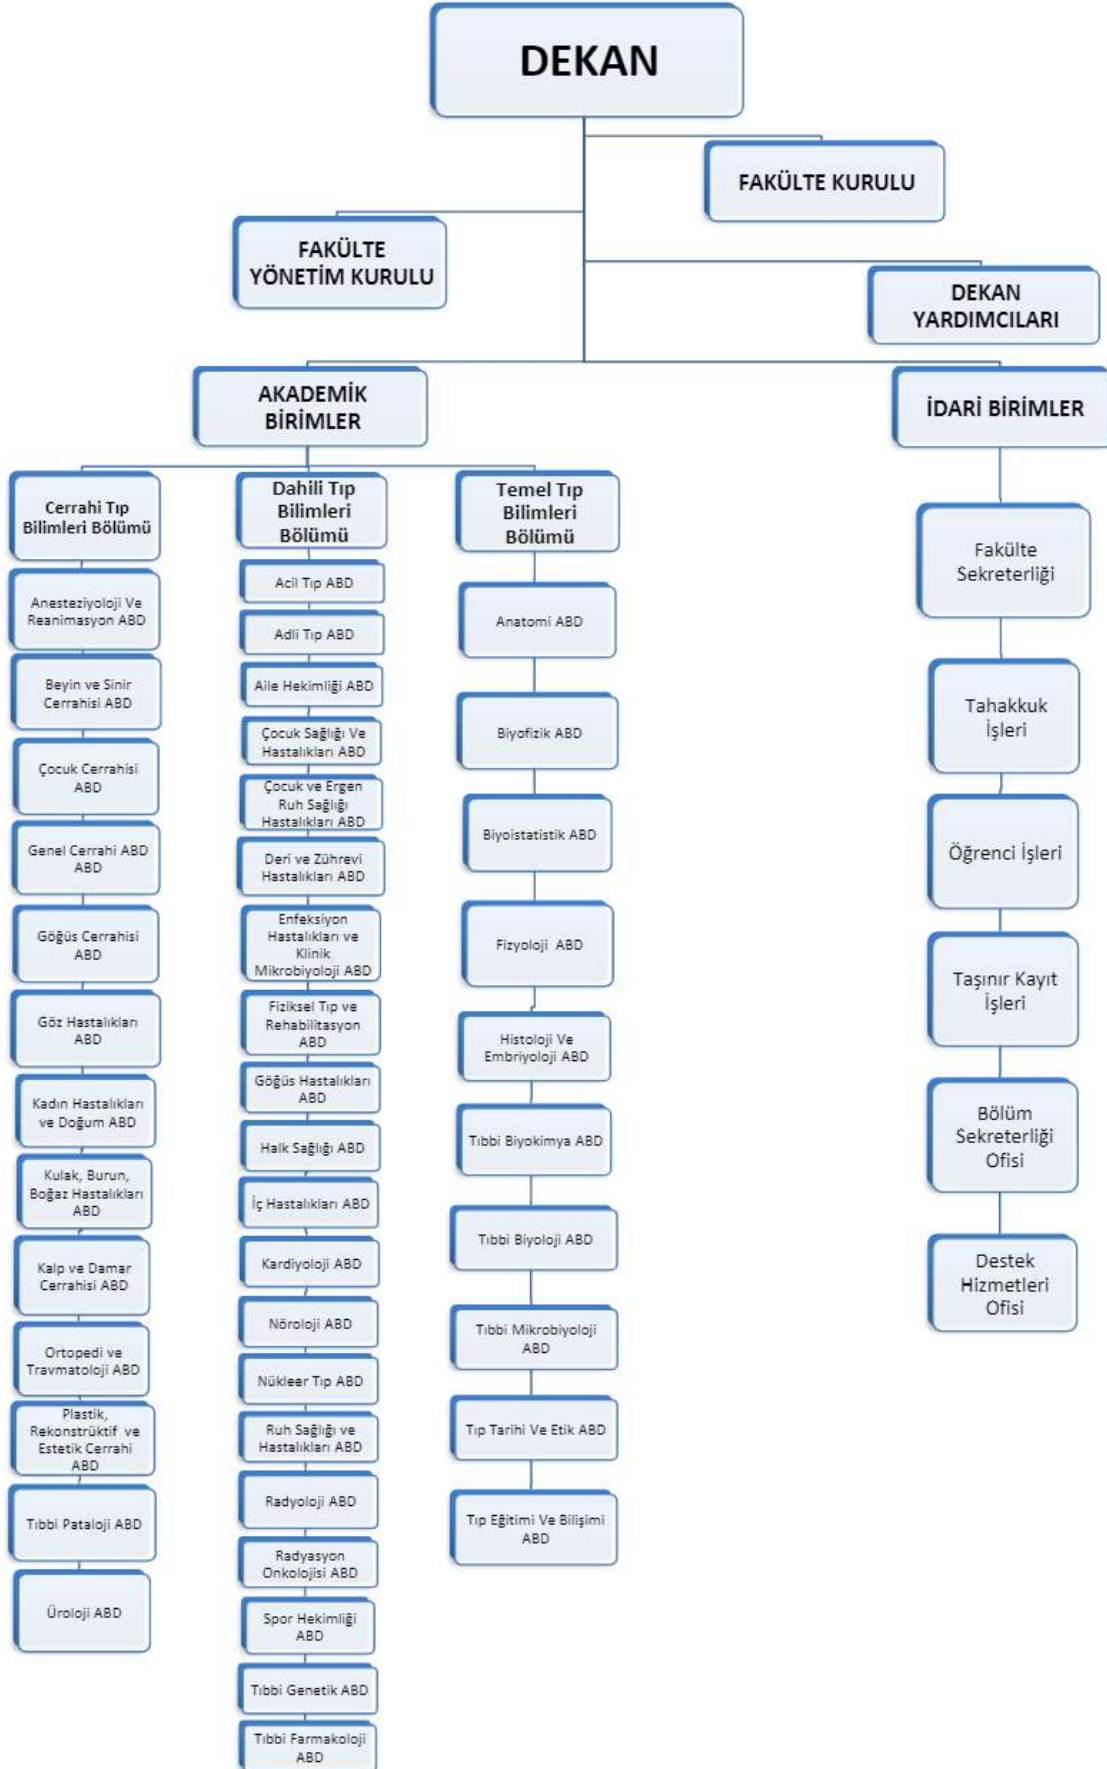 DEKAN
FAKÜLTE KURULU
FAKÜLTE
YÖNETİM KURULU
DEKAN
YARDIMCILARI
AKADEMİK
BİRİMLER
İDARİ BİRİMLER
Cerrahi Tıp
Bilimleri Bölümü
Anesteziyoloji Ve
Reanimasyon ABD
Beyin ve Sinir
Cerrahisi ABD
Çocuk Cerrahisi
ABD
Genel Cerrahi ABD
ABD
Göğüs Cerrahisi
ABD
Göz Hastalıkları
ABD
Kadın Hastalıkları
ve Doğum ABD
Kulak, Burun,
Boğaz Hastalıkları
ABD
Kalp ve Damar
Cerrahisi ABD
Ortopedi ve
Travmatoloji ABD
Plastik,
Rekonstrüktif ve
Estetik Cerrahi
ABD
Tıbbi Pataloji ABD
Üroloji ABD
Dahili Tıp
Bilimleri
Bölümü
Acil Tıp ABD
Adli Tıp ABD
Aile Hekimliği ABD
Çocuk Sağlığı Ve
Hastalıkları ABD
Çocuk ve Ergen
Ruh Sağlığı
Hastalıkları ABD
Deri ve Zührevi
Hastalıkları ABD
Enfeksiyon
Hastalıkları ve
Klinik
Mikrobiyoloji ABD
Fiziksel Tıp ve
Rehabilitasyon
ABD
Göğüs Hastalıkları
ABD
Halk Sağlığı ABD
İç Hastalıkları ABD
Kardiyoloji ABD
Nöroloji ABD
Nükleer Tıp ABD
Ruh Sağlığı ve
Hastalıkları ABD
Radyoloji ABD
Radyasyon
Onkolojisi ABD
Spor Hekimliği
ABD
Tıbbi Genetik ABD
Tıbbi Farmakoloji
ABD
Temel Tıp
Bilimleri
Bölümü
Anatomi ABD
Biyofizik ABD
Biyoistatistik ABD
Fizyoloji ABD
Histoloji Ve
Embriyoloji ABD
Tıbbi Biyokimya ABD
Tıbbi Biyoloji ABD
Tıbbi Mikrobiyoloji
ABD
Tıp Tarihi Ve Etik ABD
Tıp Eğitimi Ve Bilişimi
ABD
Fakülte
Sekreterliği
Tahakkuk
İşleri
Öğrenci İşleri
Taşınır Kayıt
İşleri
Bölüm
Sekreterliği
Ofisi
Destek
Hizmetleri
Ofisi